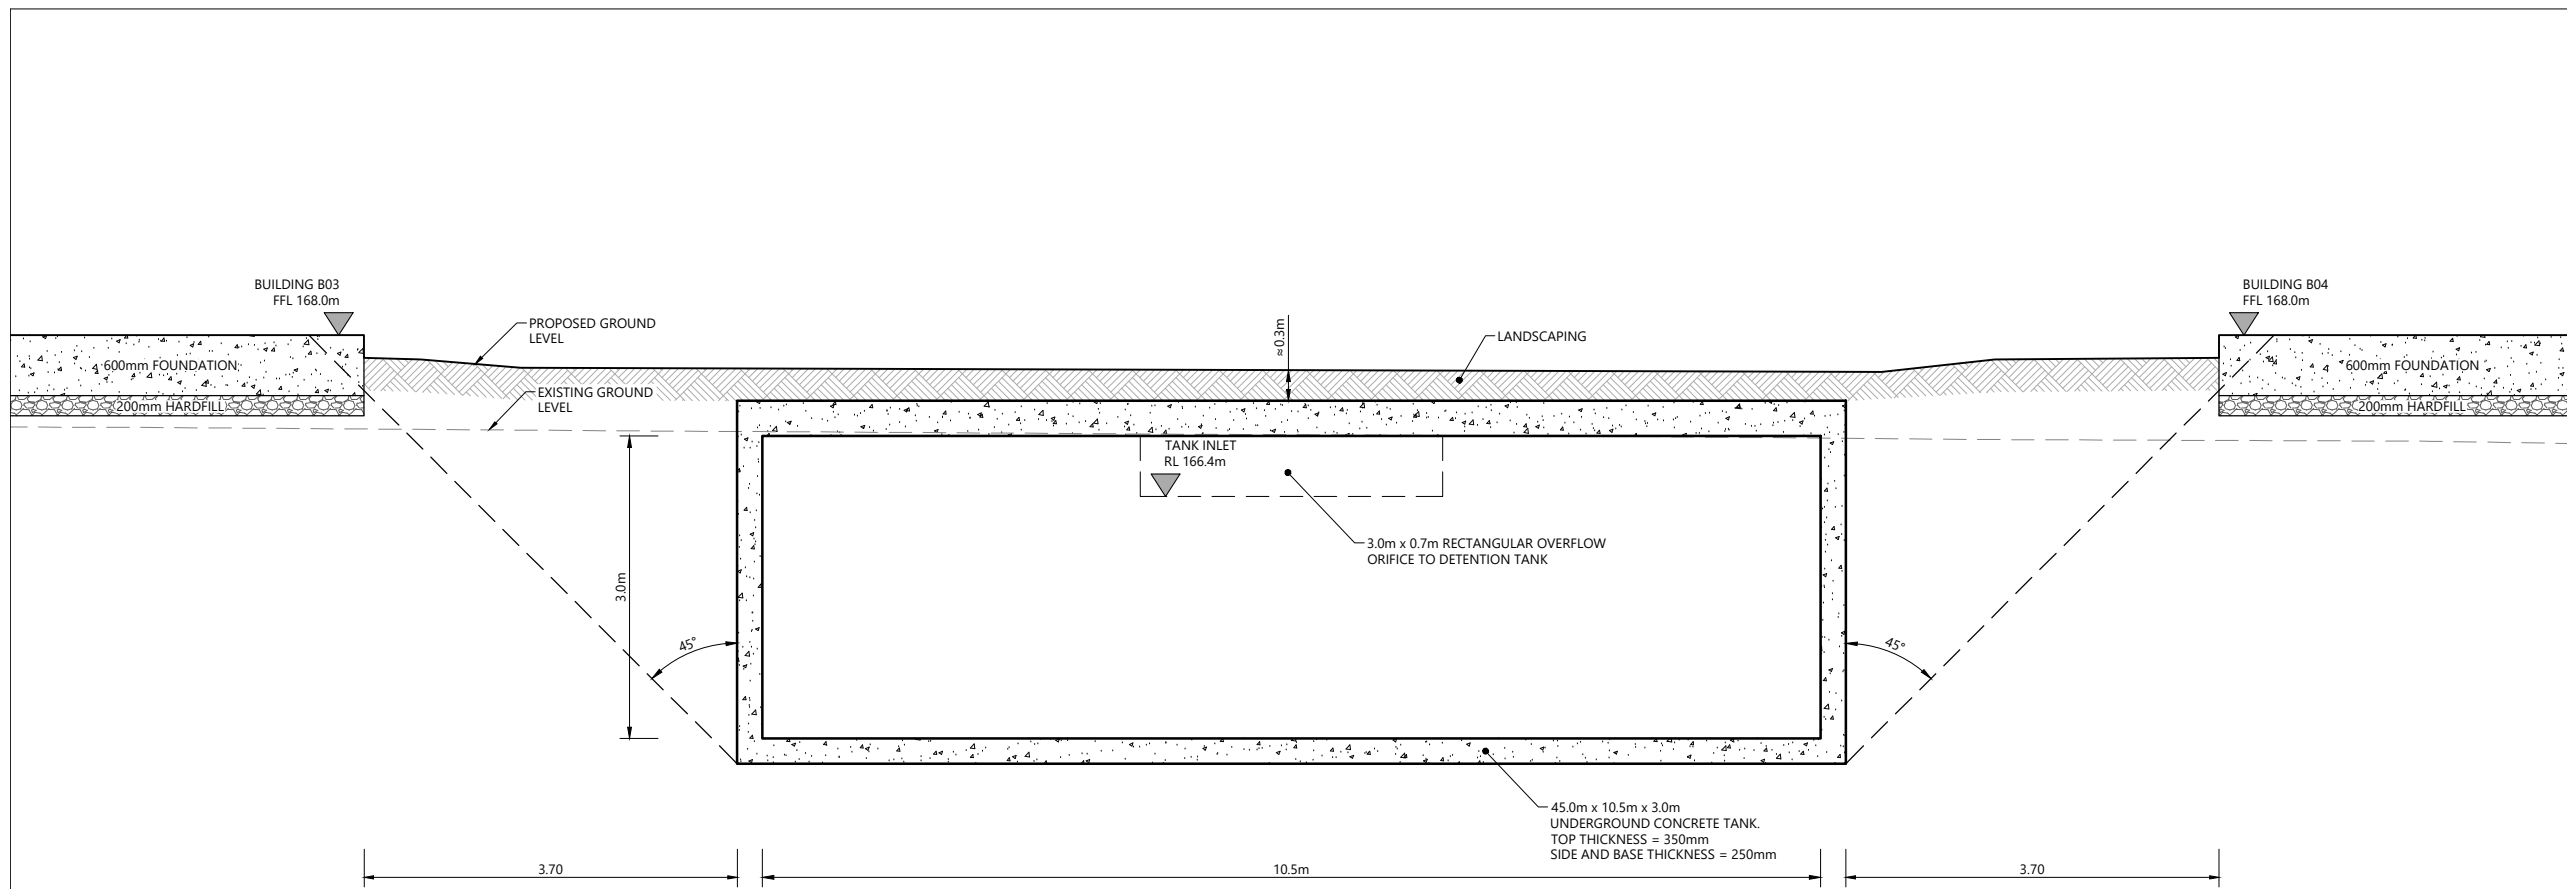 BUILDING B03
FFL 168.0m
BUILDING B04
FFL 168.0m
PROPOSED GROUND
LEVEL
≈0.3m
LANDSCAPING
600mm FOUNDATION
600mm FOUNDATION
EXISTING GROUND
LEVEL
200mm HARDFILL
200mm HARDFILL
TANK INLET
RL 166.4m
3.0m x 0.7m RECTANGULAR OVERFLOW
ORIFICE TO DETENTION TANK
3.0m
45°
45°
45.0m x 10.5m x 3.0m
UNDERGROUND CONCRETE TANK.
TOP THICKNESS = 350mm
SIDE AND BASE THICKNESS = 250mm
3.70
10.5m
3.70